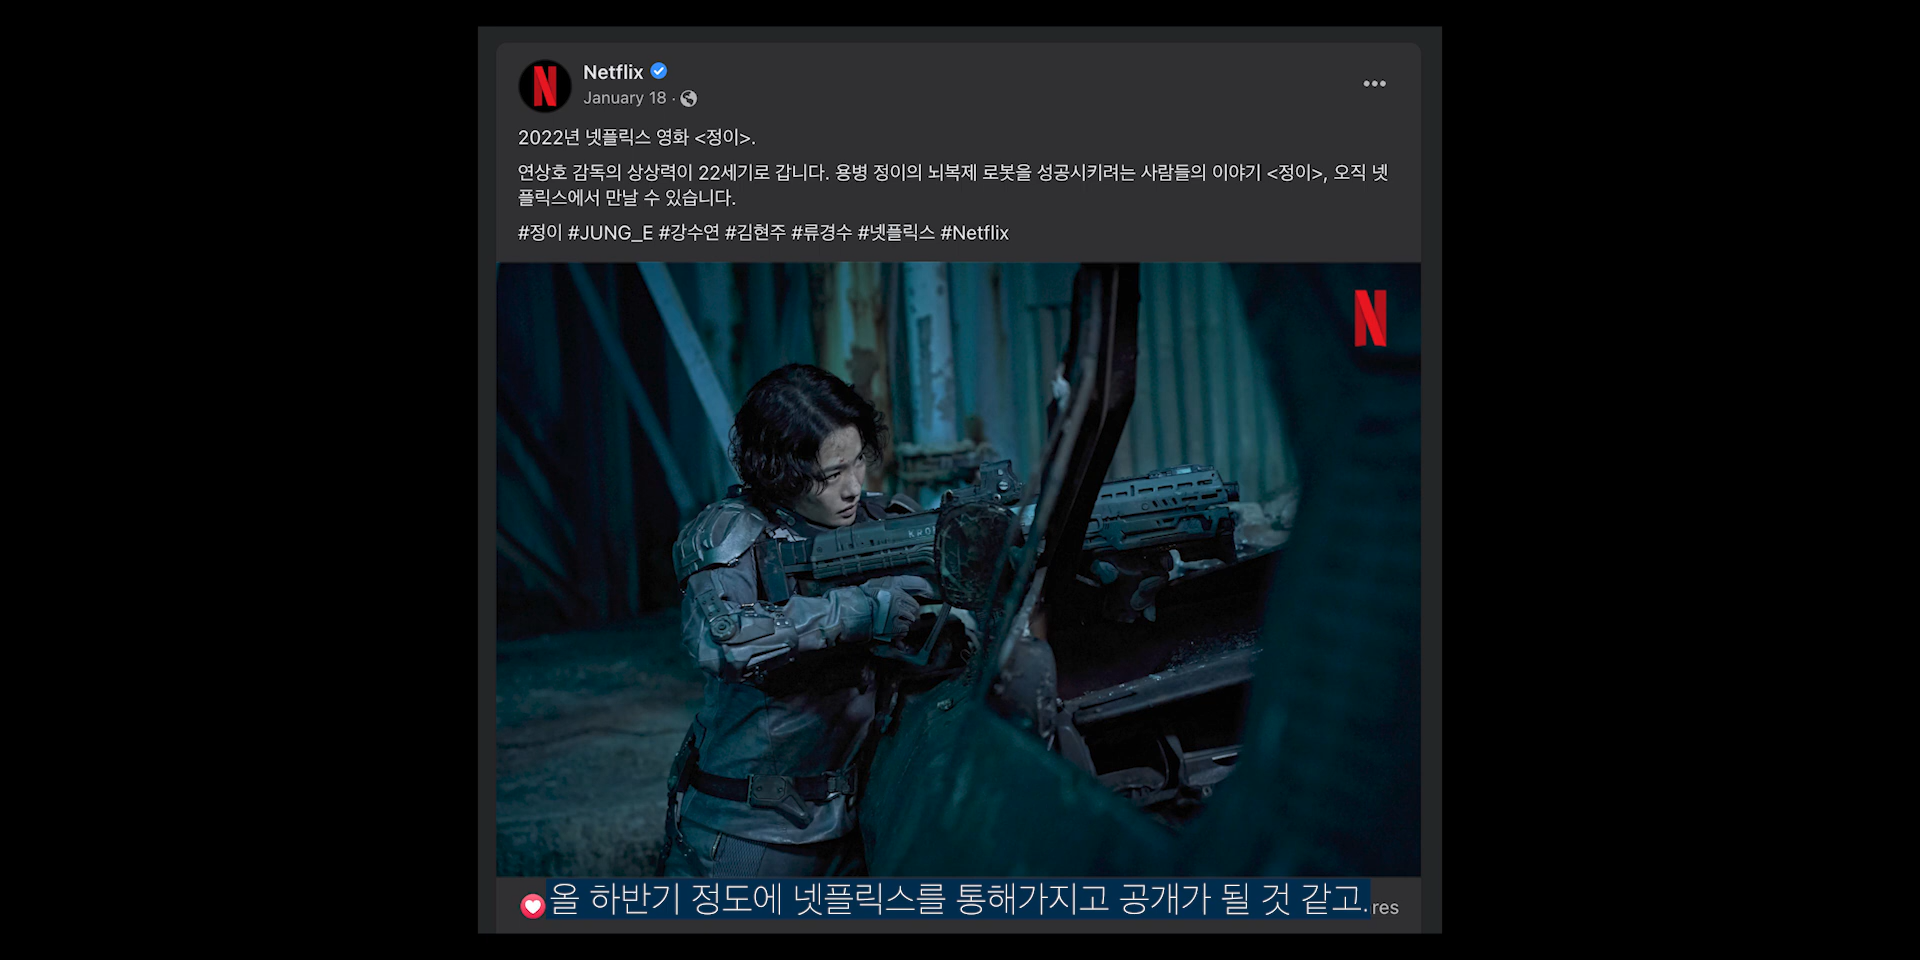 Netflix
January 18 ·
2022년 넷플릭스 영화 <정이>.
연상호 감독의 상상력이 22세기로 갑니다. 용병 정이의 뇌복제 로봇을 성공시키려는 사람들의 이야기 <정이>, 오직 넷
플릭스에서 만날 수 있습니다.
#정이 #JUNG_E #강수연 #김현주 #류경수 #넷플릭스 #Netflix
N
올 하반기 정도에 넷플릭스를 통해가지고 공개가 될 것 같고.